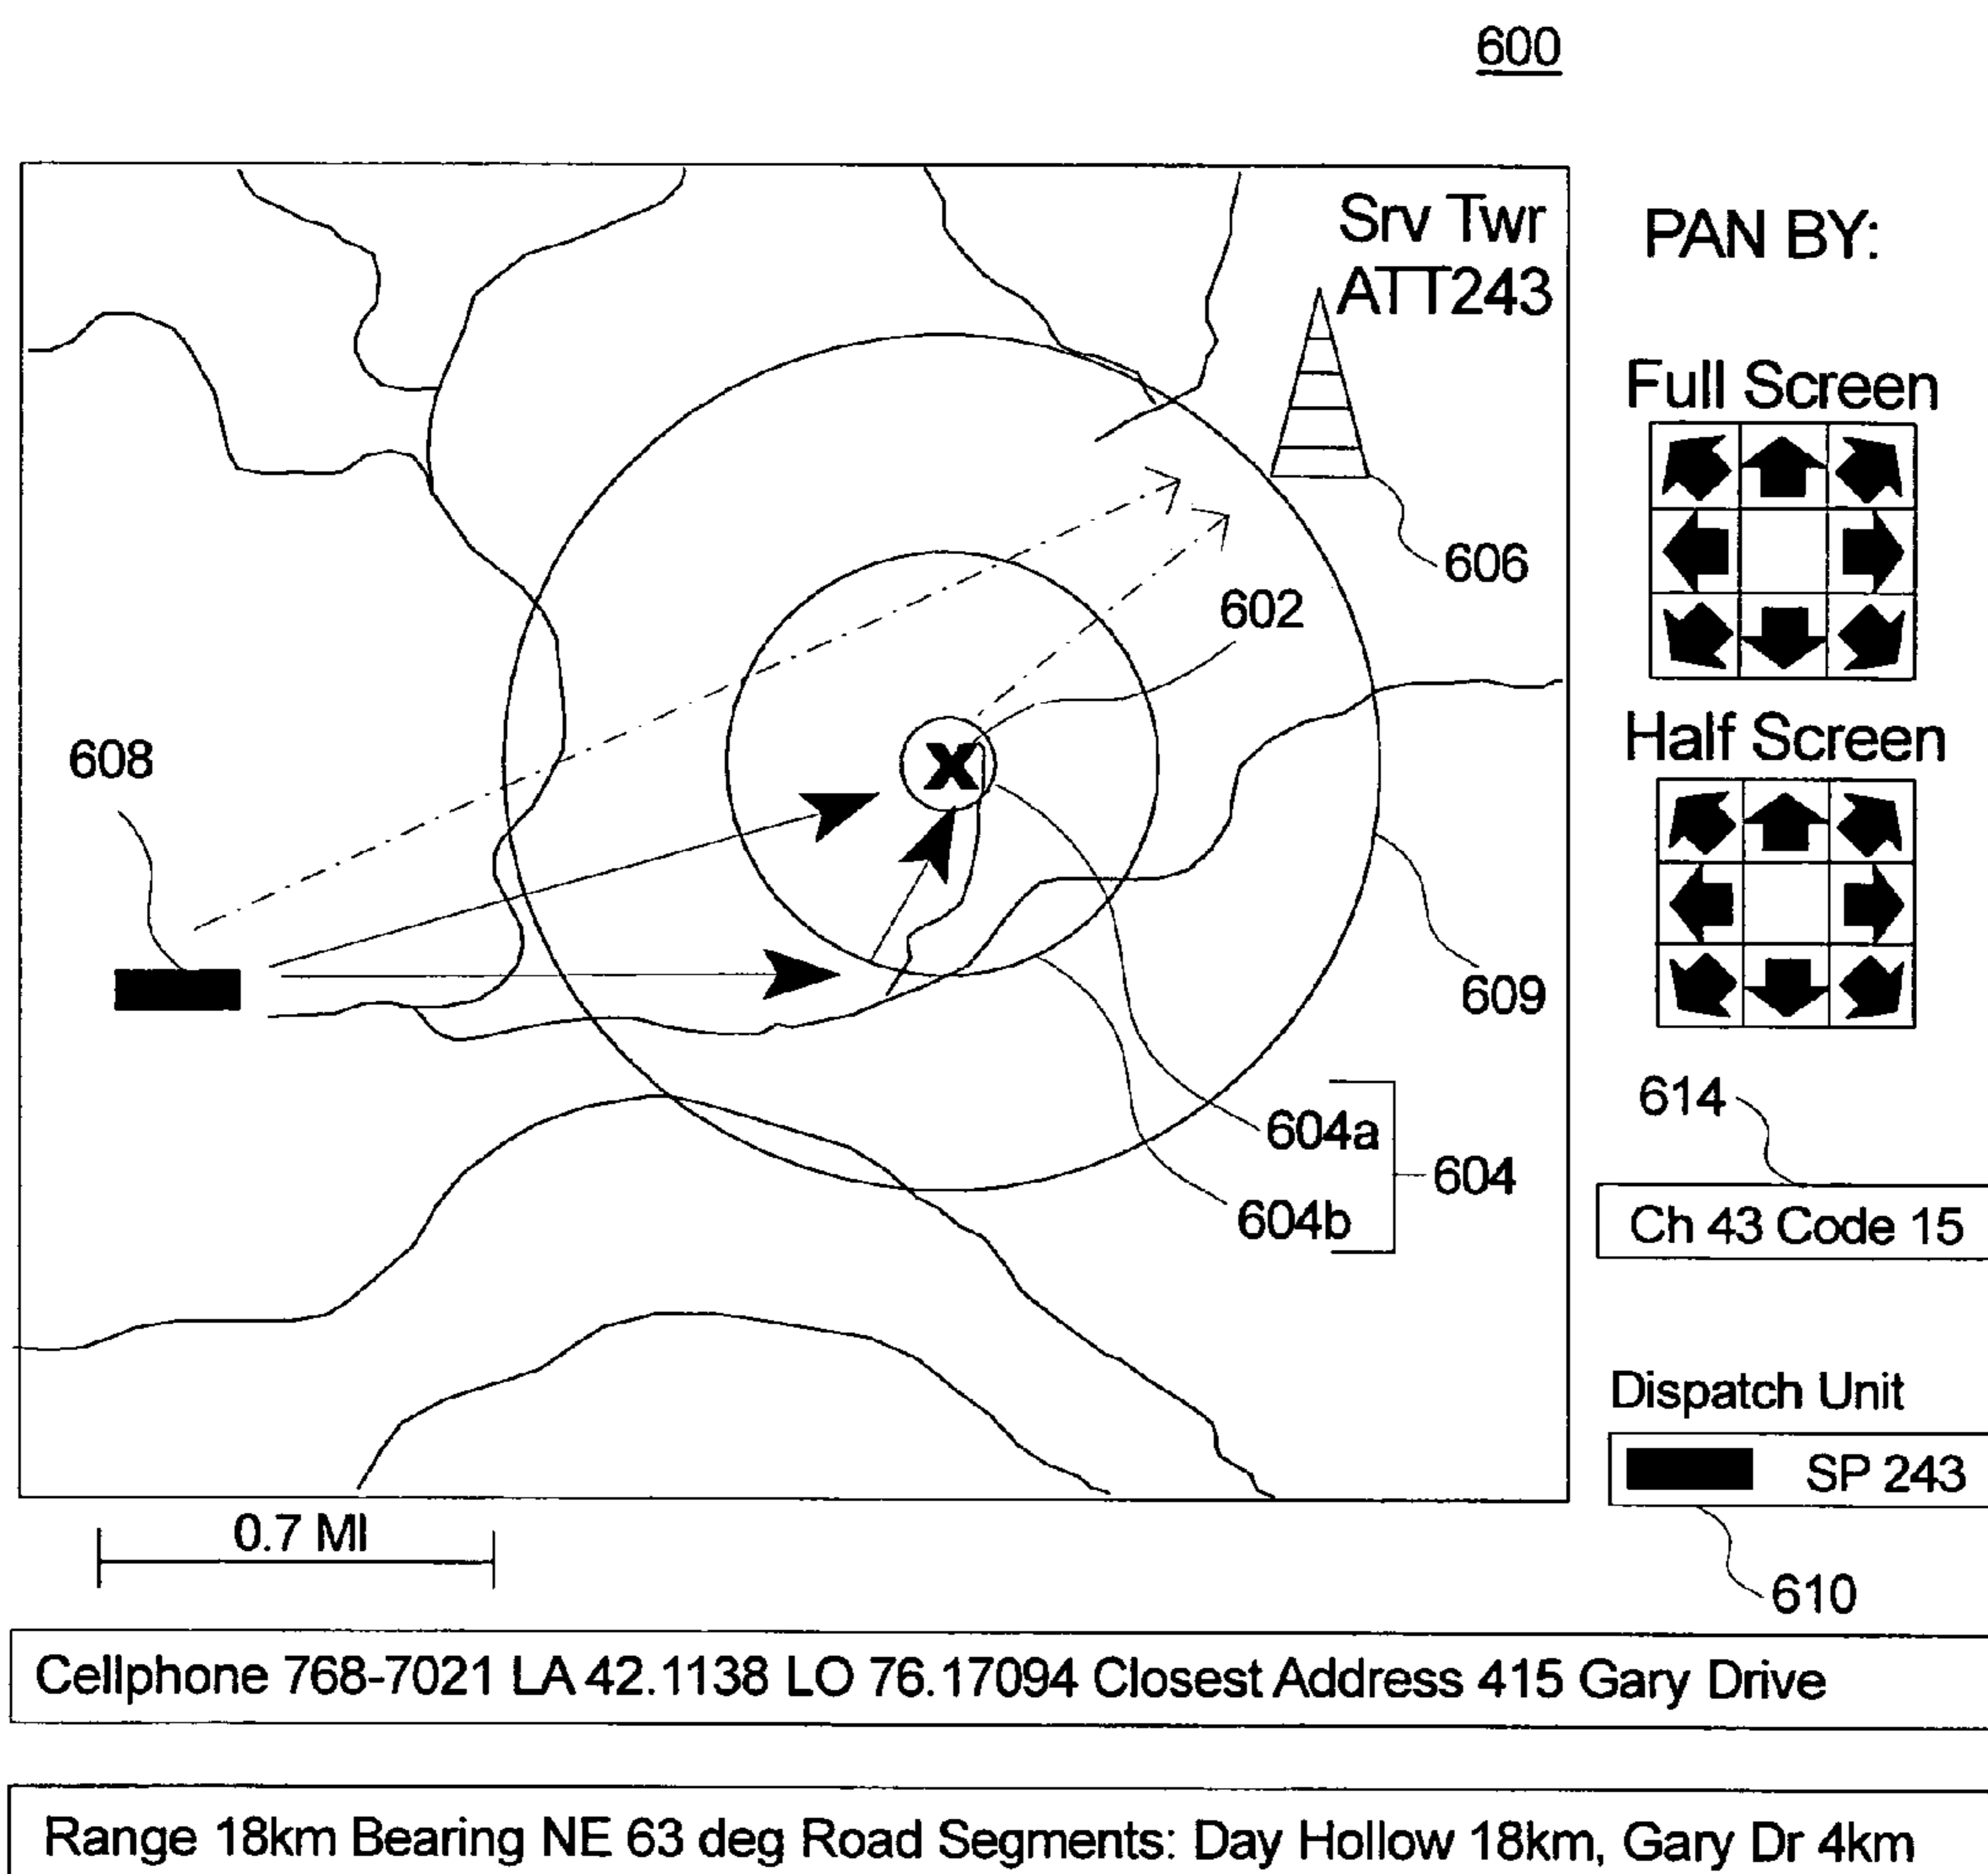 600
Srv Twr
ATT243
PAN BY:
Full Screen
606
602
608
X
Half Screen
609
614
604a
604
604b
Ch 43 Code 15
Dispatch Unit
SP 243
0.7 MI
610
Cellphone 768-7021 LA 42.1138 LO 76.17094 Closest Address 415 Gary Drive
Range 18km Bearing NE 63 deg Road Segments: Day Hollow 18km, Gary Dr 4km